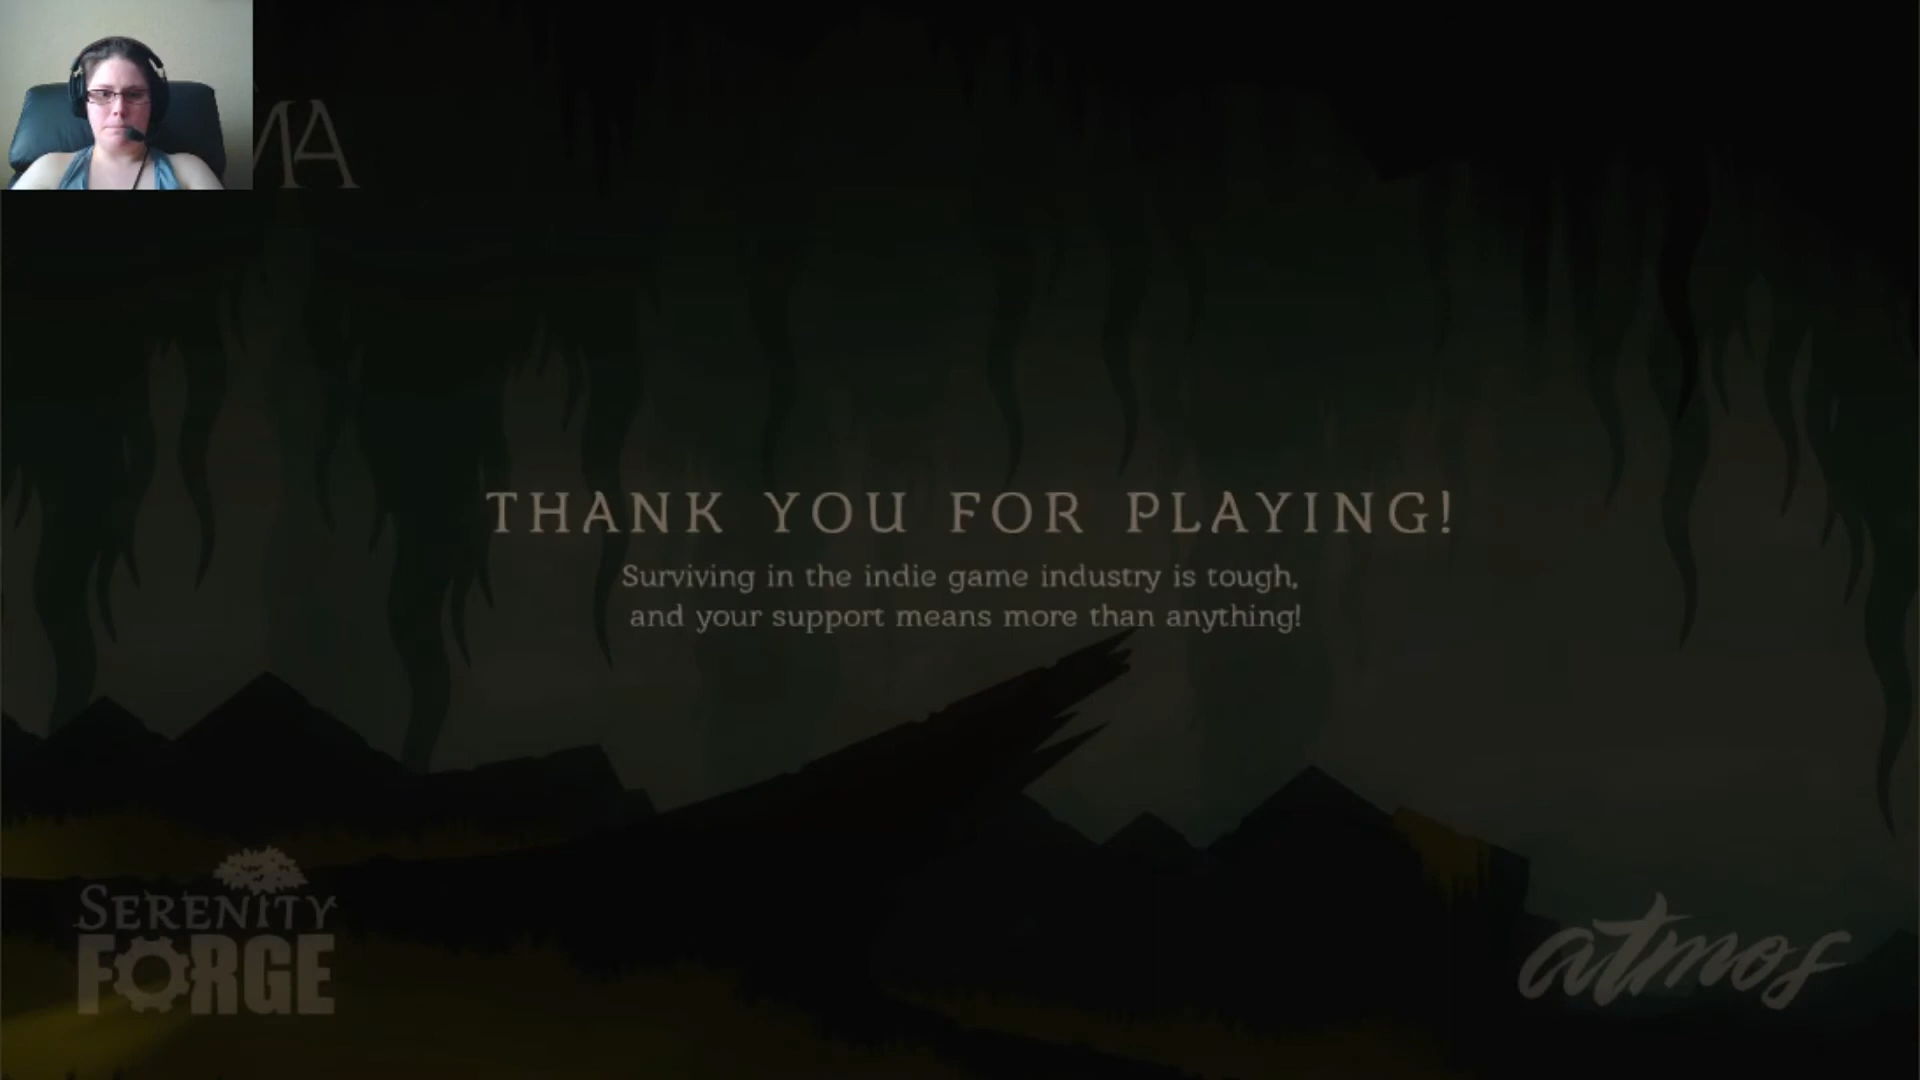 MA
THANK YOU FOR PLAYING!
Surviving in the indie game industry is tough,
and your support means more than anything!
SERENITY
FORGE
atmos